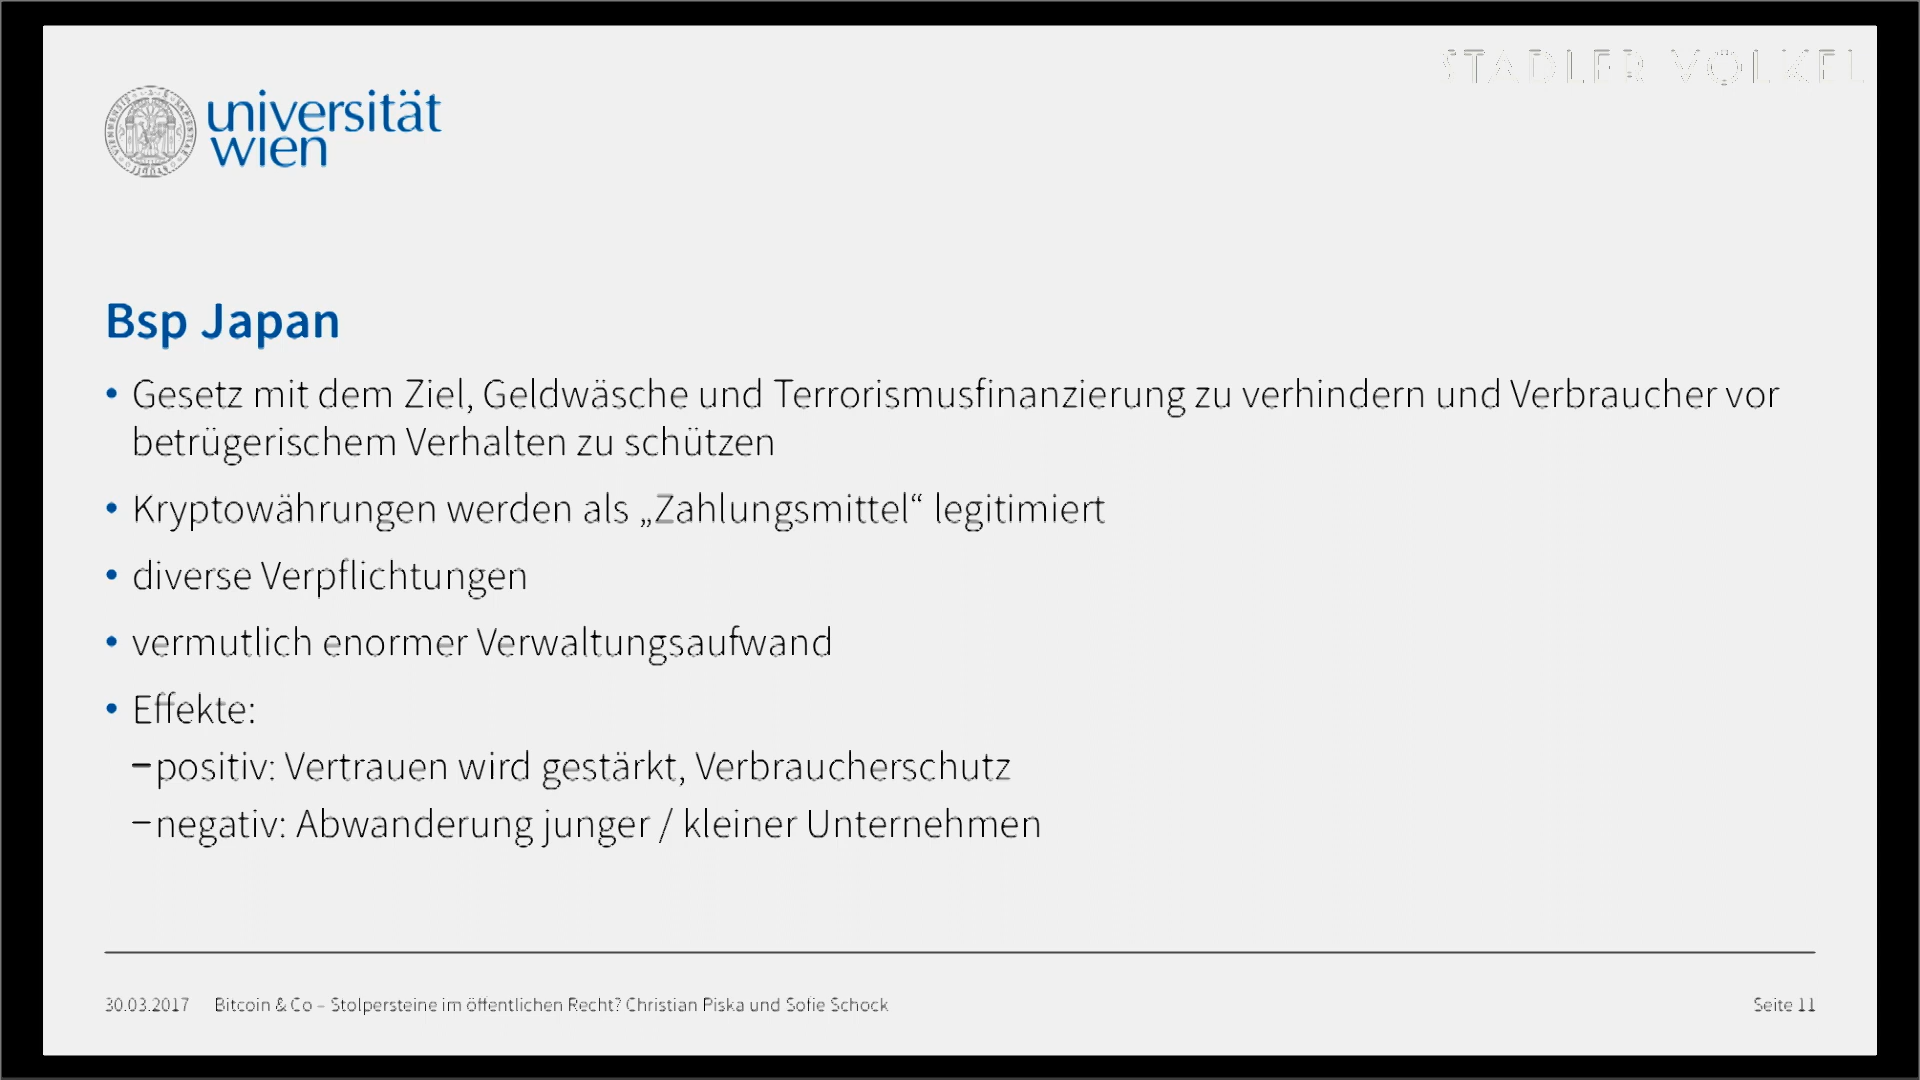 STADLER VÖLKEL
universität
wien
Bsp Japan
• Gesetz mit dem Ziel, Geldwäsche und Terrorismusfinanzierung zu verhindern und Verbraucher vor
betrügerischem Verhalten zu schützen
• Kryptowährungen werden als „Zahlungsmittel“ legitimiert
• diverse Verpflichtungen
• vermutlich enormer Verwaltungsaufwand
• Effekte:
–positiv: Vertrauen wird gestärkt, Verbraucherschutz
–negativ: Abwanderung junger / kleiner Unternehmen
30.03.2017 Bitcoin & Co – Stolpersteine im öffentlichen Recht? Christian Piska und Sofie Schock Seite 11